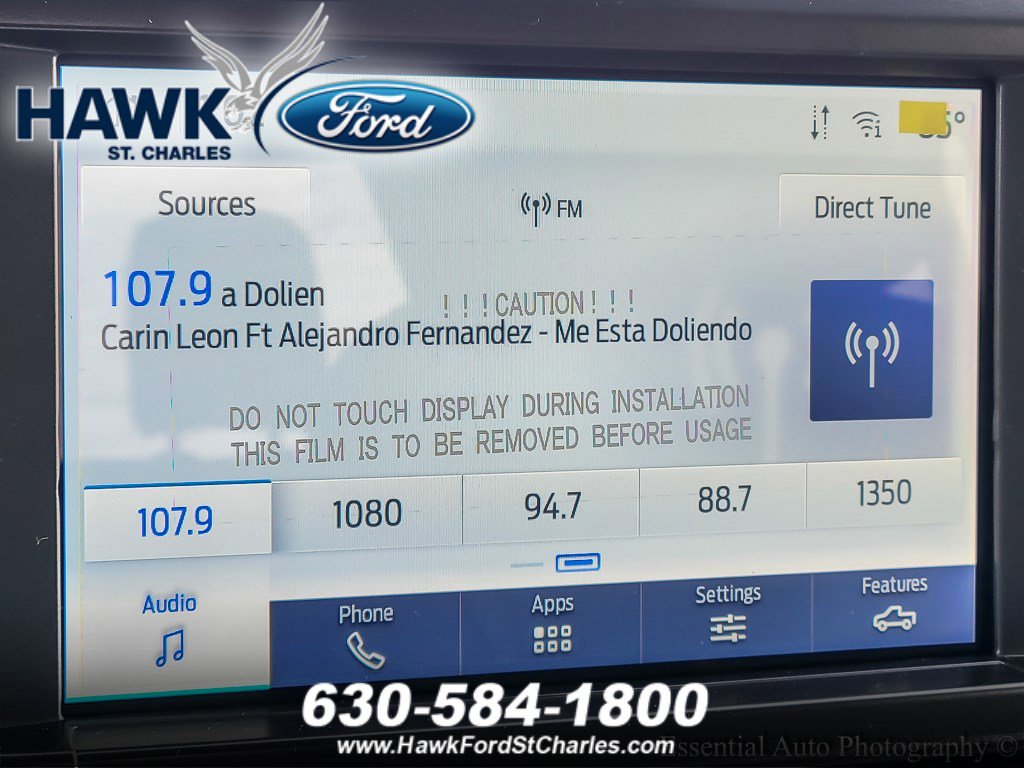 HAWK Ford
ST. CHARLES
Sources
FM
Direct Tune
107.9 a Dolien
! ! ! CAUTION ! ! !
Carin Leon Ft Alejandro Fernandez - Me Esta Doliendo
DO NOT TOUCH DISPLAY DURING INSTALLATION
THIS FILM IS TO BE REMOVED BEFORE USAGE
107.9 1080 94.7 88.7 1350
Audio Phone Apps Settings Features
630-584-1800
www.HawkFordStCharles.com
Essential Auto Photography ©